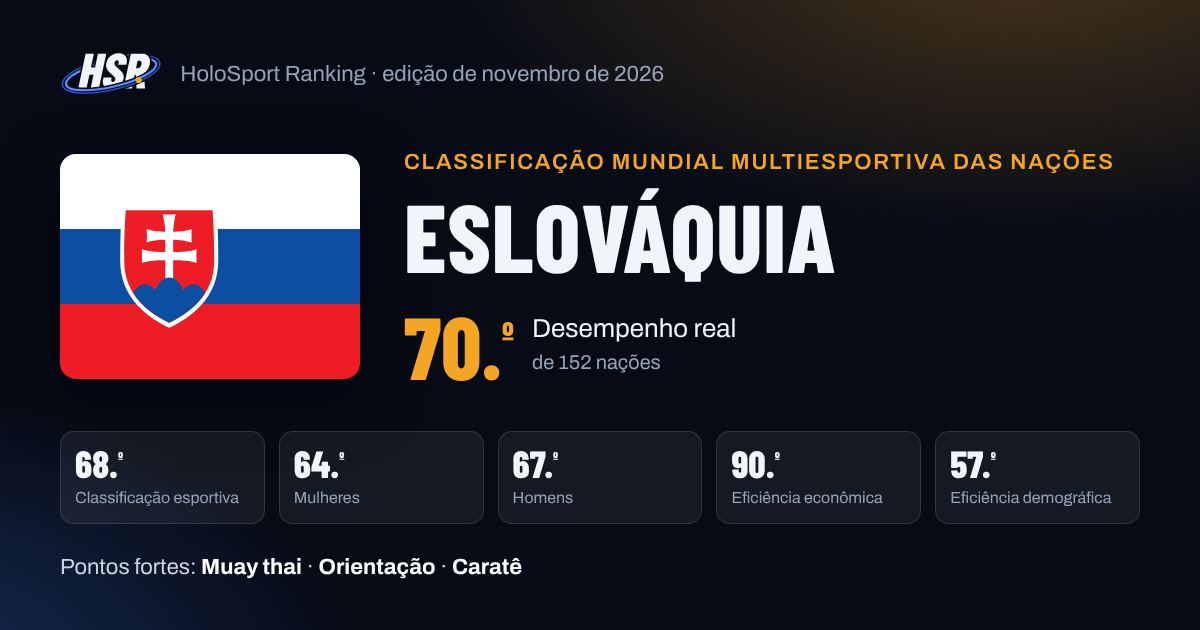 HSR
HoloSport Ranking · edição de novembro de 2026
CLASSIFICAÇÃO MUNDIAL MULTIESPORTIVA DAS NAÇÕES
ESLOVÁQUIA
70.º
Desempenho real
de 152 nações
68.º
Classificação esportiva
64.º
Mulheres
67.º
Homens
90.º
Eficiência econômica
57.º
Eficiência demográfica
Pontos fortes: Muay thai · Orientação · Caratê